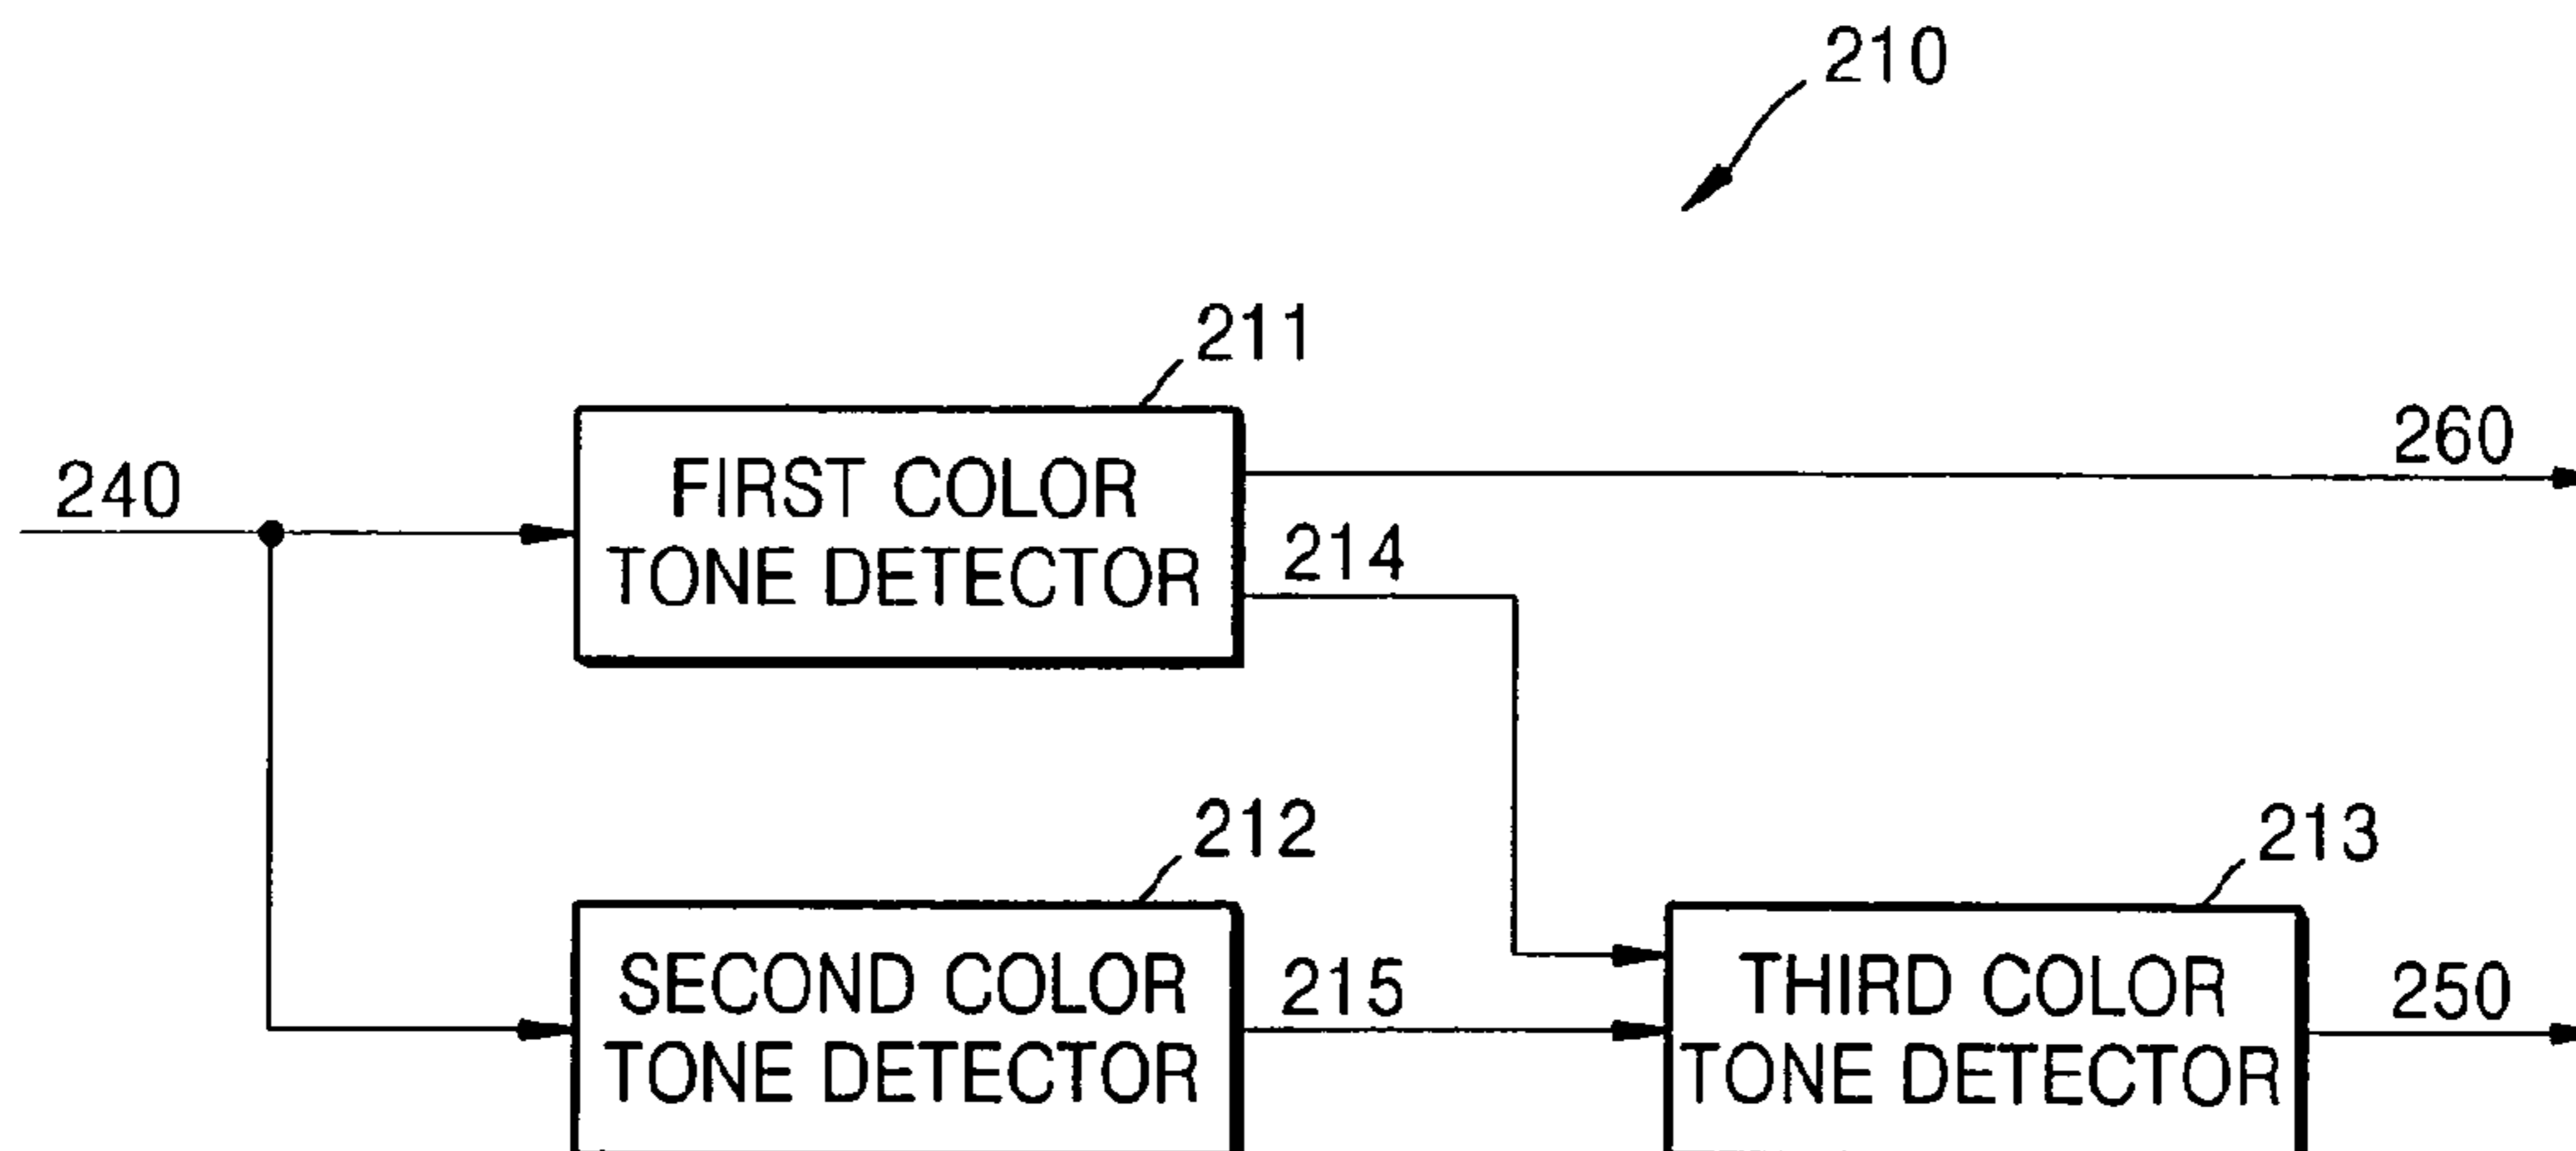 210
211
240
FIRST COLOR
TONE DETECTOR
260
214
212
213
SECOND COLOR
TONE DETECTOR
215
THIRD COLOR
TONE DETECTOR
250